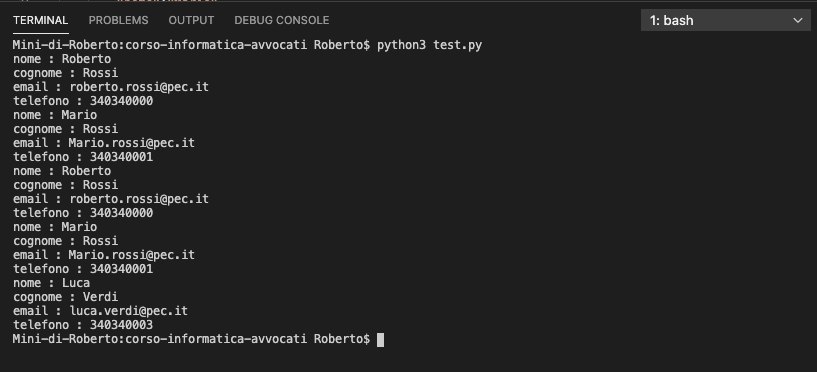 TERMINAL PROBLEMS OUTPUT DEBUG CONSOLE 1: bash
Mini-di-Roberto:corso-informatica-avvocati Roberto$ python3 test.py
nome : Roberto
cognome : Rossi
email : roberto.rossi@pec.it
telefono : 340340000
nome : Mario
cognome : Rossi
email : Mario.rossi@pec.it
telefono : 340340001
nome : Roberto
cognome : Rossi
email : roberto.rossi@pec.it
telefono : 340340000
nome : Mario
cognome : Rossi
email : Mario.rossi@pec.it
telefono : 340340001
nome : Luca
cognome : Verdi
email : luca.verdi@pec.it
telefono : 340340003
Mini-di-Roberto:corso-informatica-avvocati Roberto$